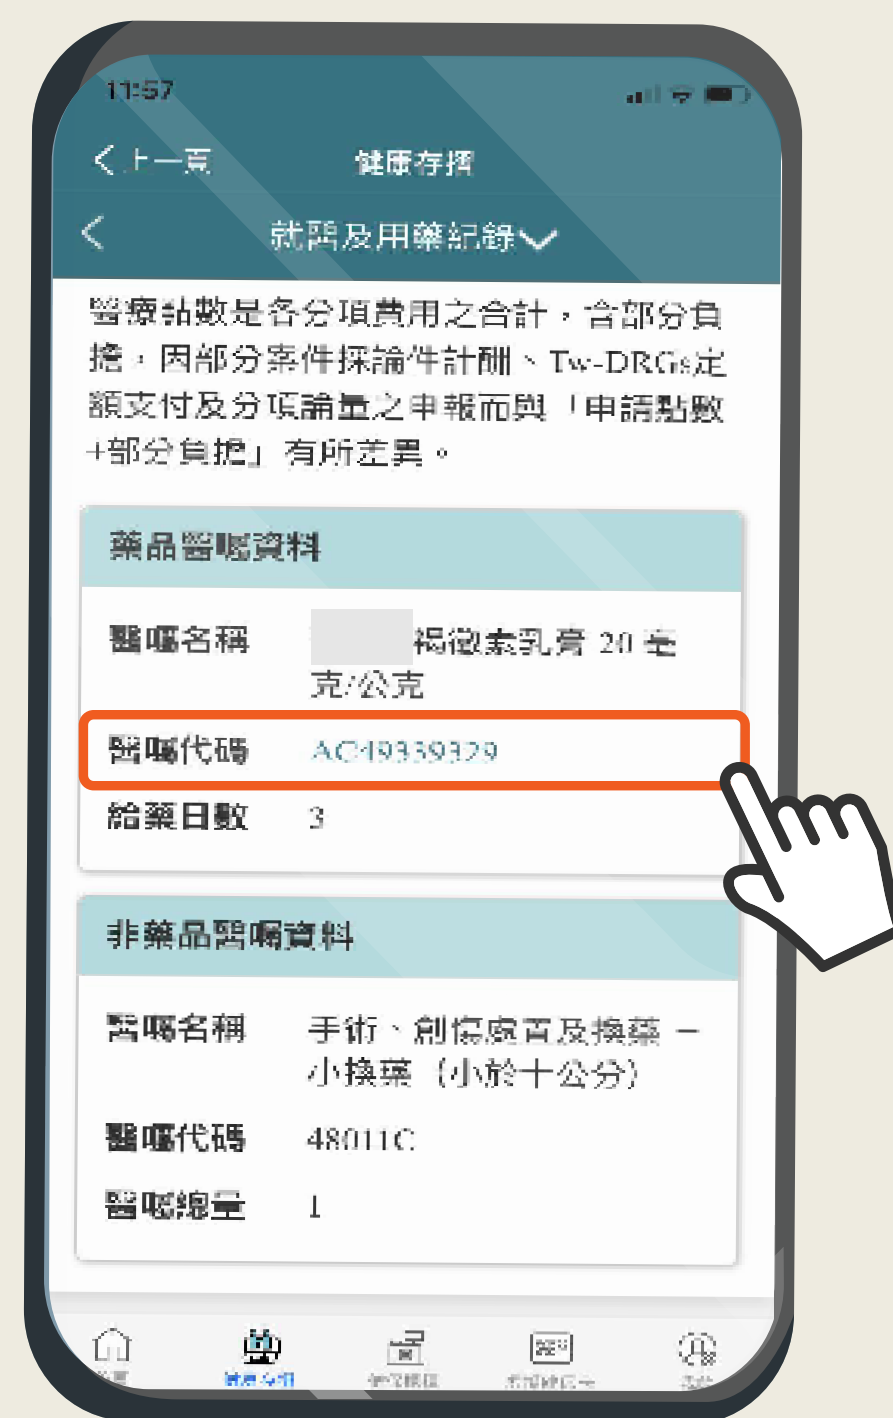 11:57
上一頁
健康存摺
就醫及用藥紀錄
醫療點數是各分項費用之合計，含部分負
擔，因部分案件採論件計酬、Tw-DRGs定
額支付及分項論量之申報而與「申請點數
+部分負擔」有所差異。
藥品醫囑資料
醫囑名稱
褐黴素乳膏 20 毫
克/公克
醫囑代碼 AC49339329
給藥日數 3
非藥品醫囑資料
醫囑名稱 手術、創傷處置及換藥 －
小換藥（小於十公分）
醫囑代碼 48011C
醫囑總量 1
健康存摺